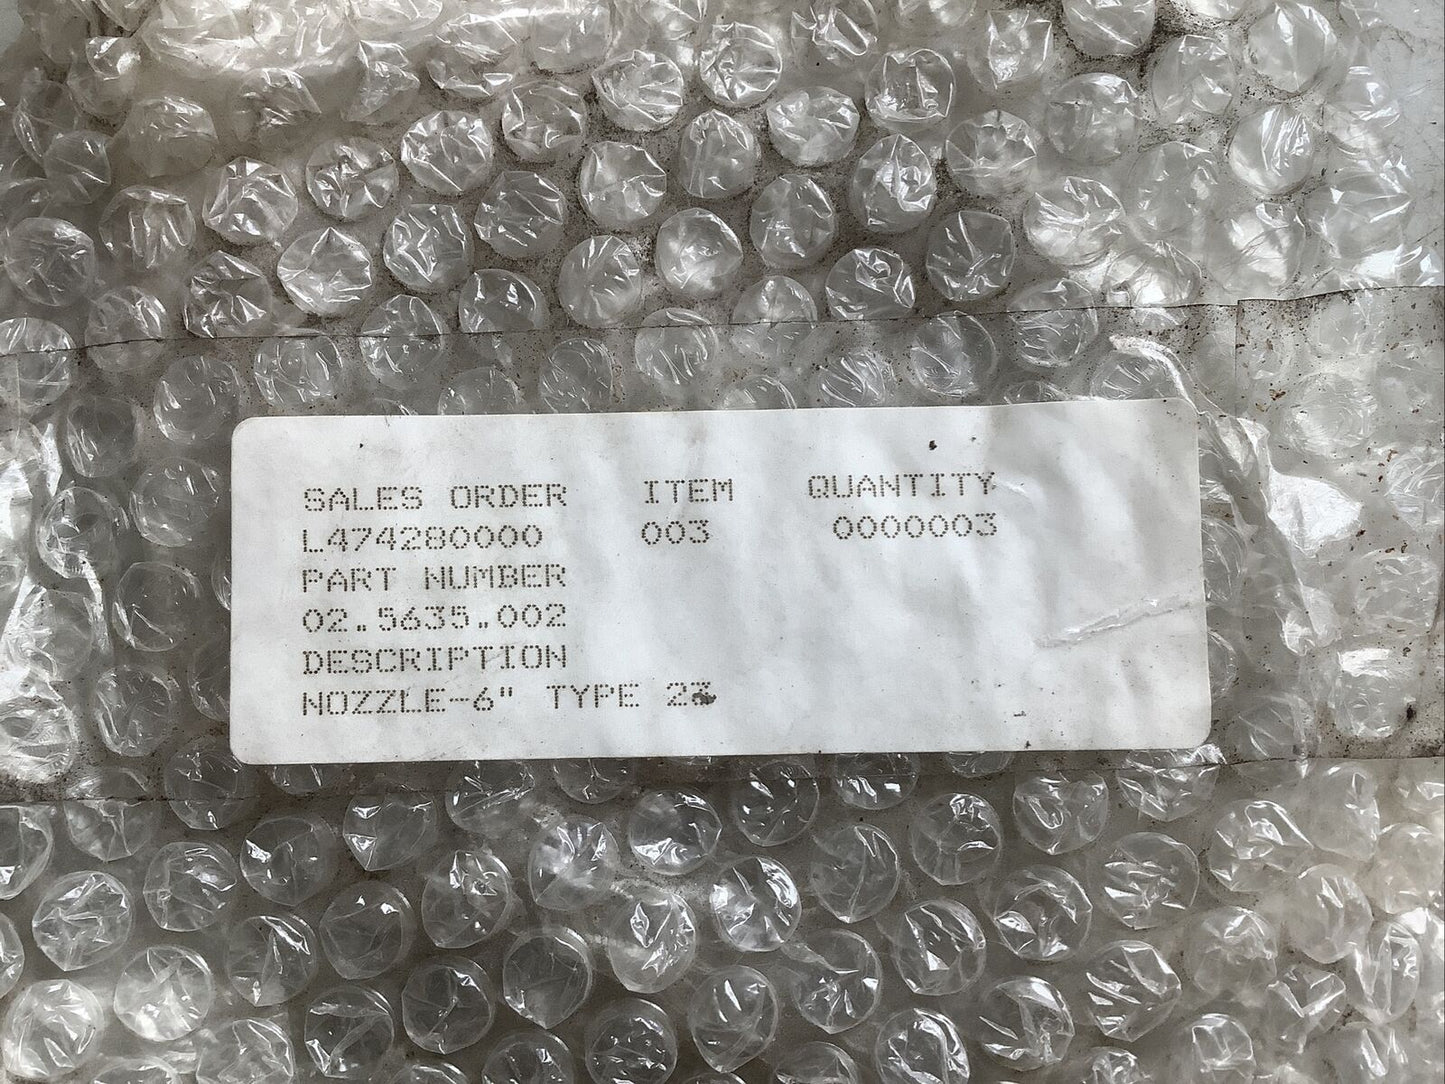 SALES ORDER ITEM QUANTITY
L474280000 003 0000003
PART NUMBER
02.5635.002
DESCRIPTION
NOZZLE-6" TYPE